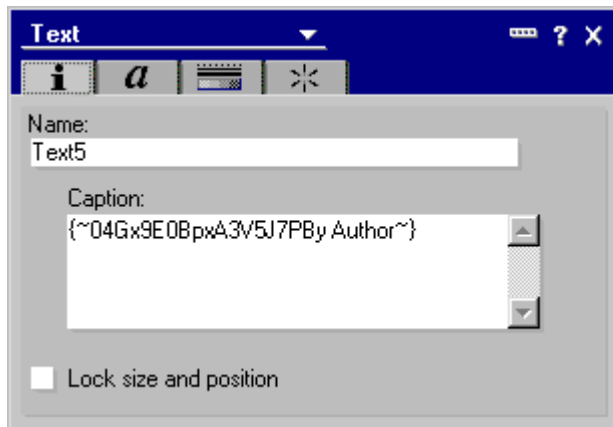 Text
? X
i a
Name:
Text5
Caption:
{~04Gx9E0BpxA3V5J7PBy Author~}
Lock size and position